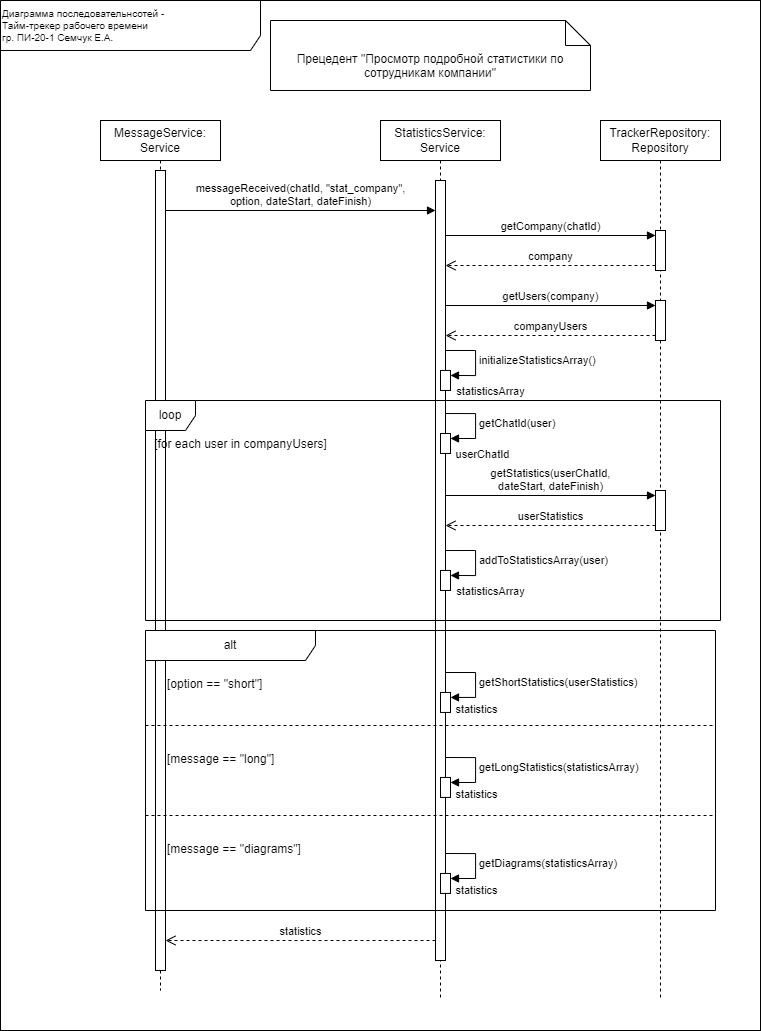 Диаграмма последовательнсотей -
Тайм-трекер рабочего времени
гр. ПИ-20-1 Семчук Е.А.
Прецедент "Просмотр подробной статистики по
сотрудникам компании"
MessageService:
Service
StatisticsService:
Service
TrackerRepository:
Repository
messageReceived(chatId, "stat_company",
option, dateStart, dateFinish)
getCompany(chatId)
company
getUsers(company)
companyUsers
initializeStatisticsArray()
statisticsArray
loop
[for each user in companyUsers]
getChatId(user)
userChatId
getStatistics(userChatId,
dateStart, dateFinish)
userStatistics
addToStatisticsArray(user)
statisticsArray
alt
[option == "short"]
getShortStatistics(userStatistics)
statistics
[message == "long"]
getLongStatistics(statisticsArray)
statistics
[message == "diagrams"]
getDiagrams(statisticsArray)
statistics
statistics